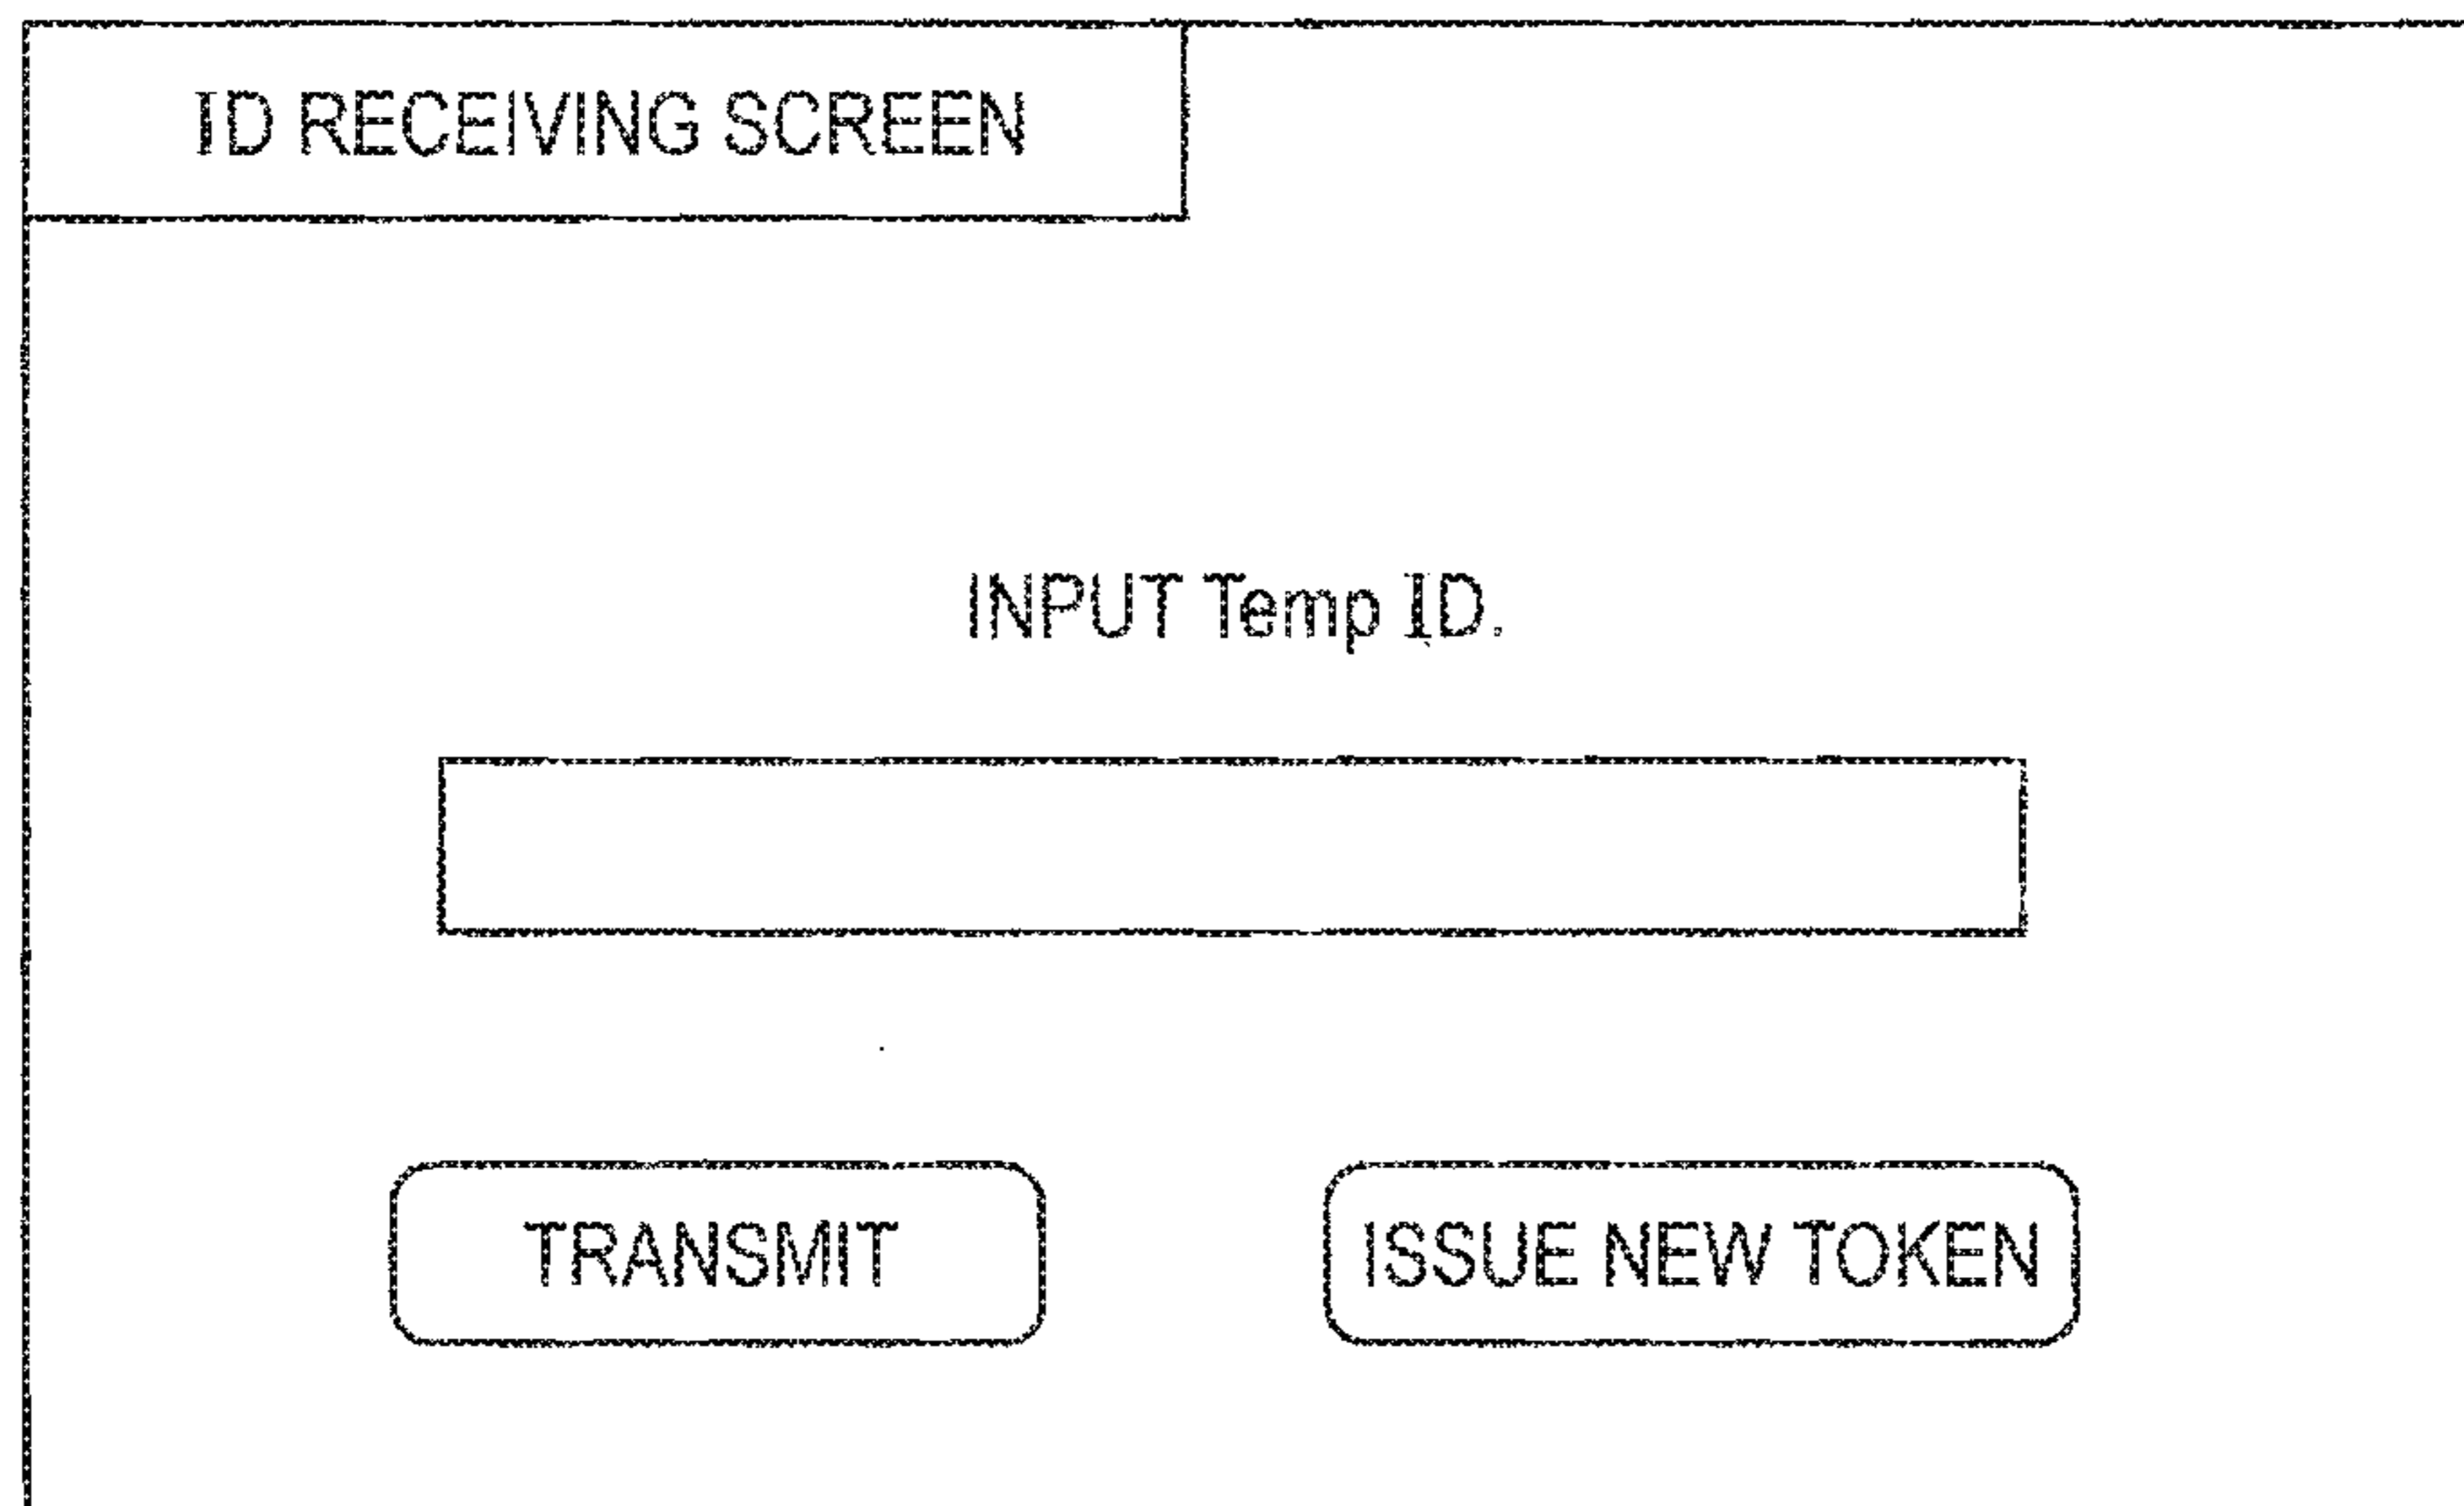 ID RECEIVING SCREEN
INPUT Temp ID.
TRANSMIT
ISSUE NEW TOKEN